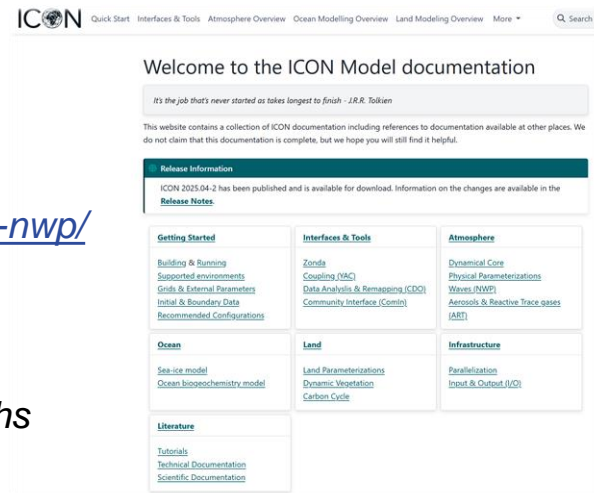 ICON Quick Start Interfaces & Tools Atmosphere Overview Ocean Modelling Overview Land Modeling Overview More Search
Welcome to the ICON Model documentation
It's the job that's never started as takes longest to finish - J.R.R. Tolkien
This website contains a collection of ICON documentation including references to documentation available at other places. We
do not claim that this documentation is complete, but we hope you will still find it helpful.
Release Information
ICON 2025.04-2 has been published and is available for download. Information on the changes are available in the
Release Notes.
-nwp/
Getting Started
Building & Running
Supported environments
Grids & External Parameters
Initial & Boundary Data
Recommended Configurations
Interfaces & Tools
Zonda
Coupling (YAC)
Data Analyslis & Remapping (CDO)
Community Interface (ComIn)
Atmosphere
Dynamical Core
Physical Parameterizations
Waves (NWP)
Aerosols & Reactive Trace gases
(ART)
Ocean
Sea-ice model
Ocean biogeochemistry model
Land
Land Parameterizations
Dynamic Vegetation
Carbon Cycle
Infrastructure
Parallelization
Input & Output (I/O)
hs
Literature
Tutorials
Technical Documentation
Scientific Documentation